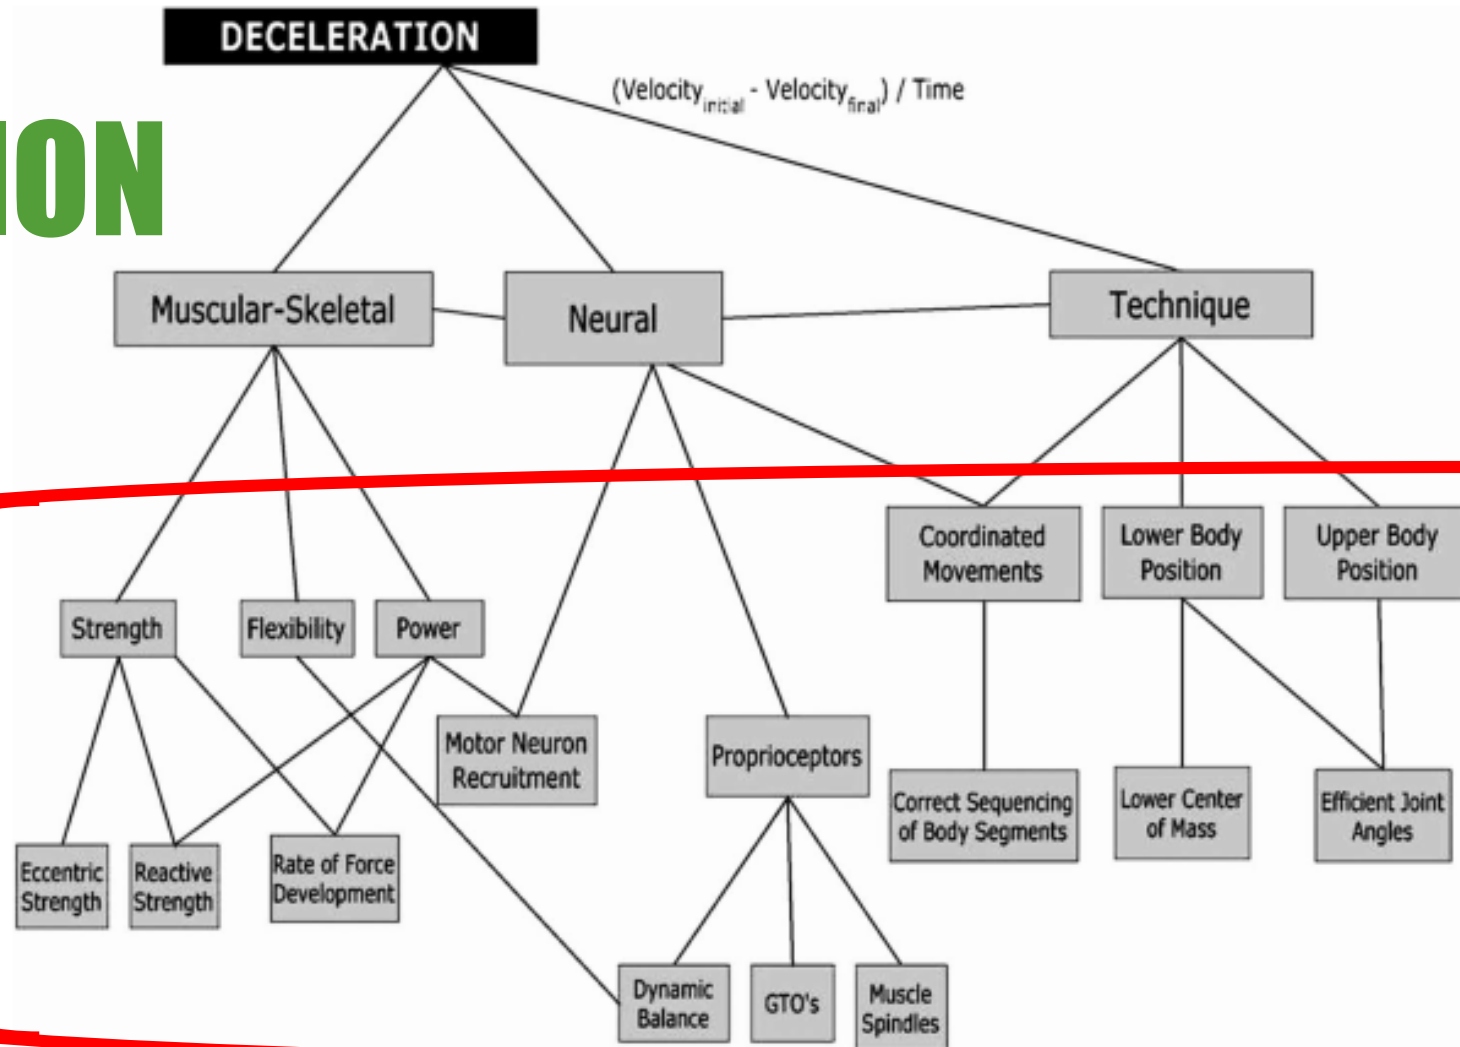 DECELERATION
(Velocity initial - Velocity final) / Time
ION
Muscular-Skeletal
Neural
Technique
Coordinated
Movements
Lower Body
Position
Upper Body
Position
Strength
Flexibility
Power
Motor Neuron
Recruitment
Proprioceptors
Correct Sequencing
of Body Segments
Lower Center
of Mass
Efficient Joint
Angles
Eccentric
Strength
Reactive
Strength
Rate of Force
Development
Dynamic
Balance
GTO's
Muscle
Spindles